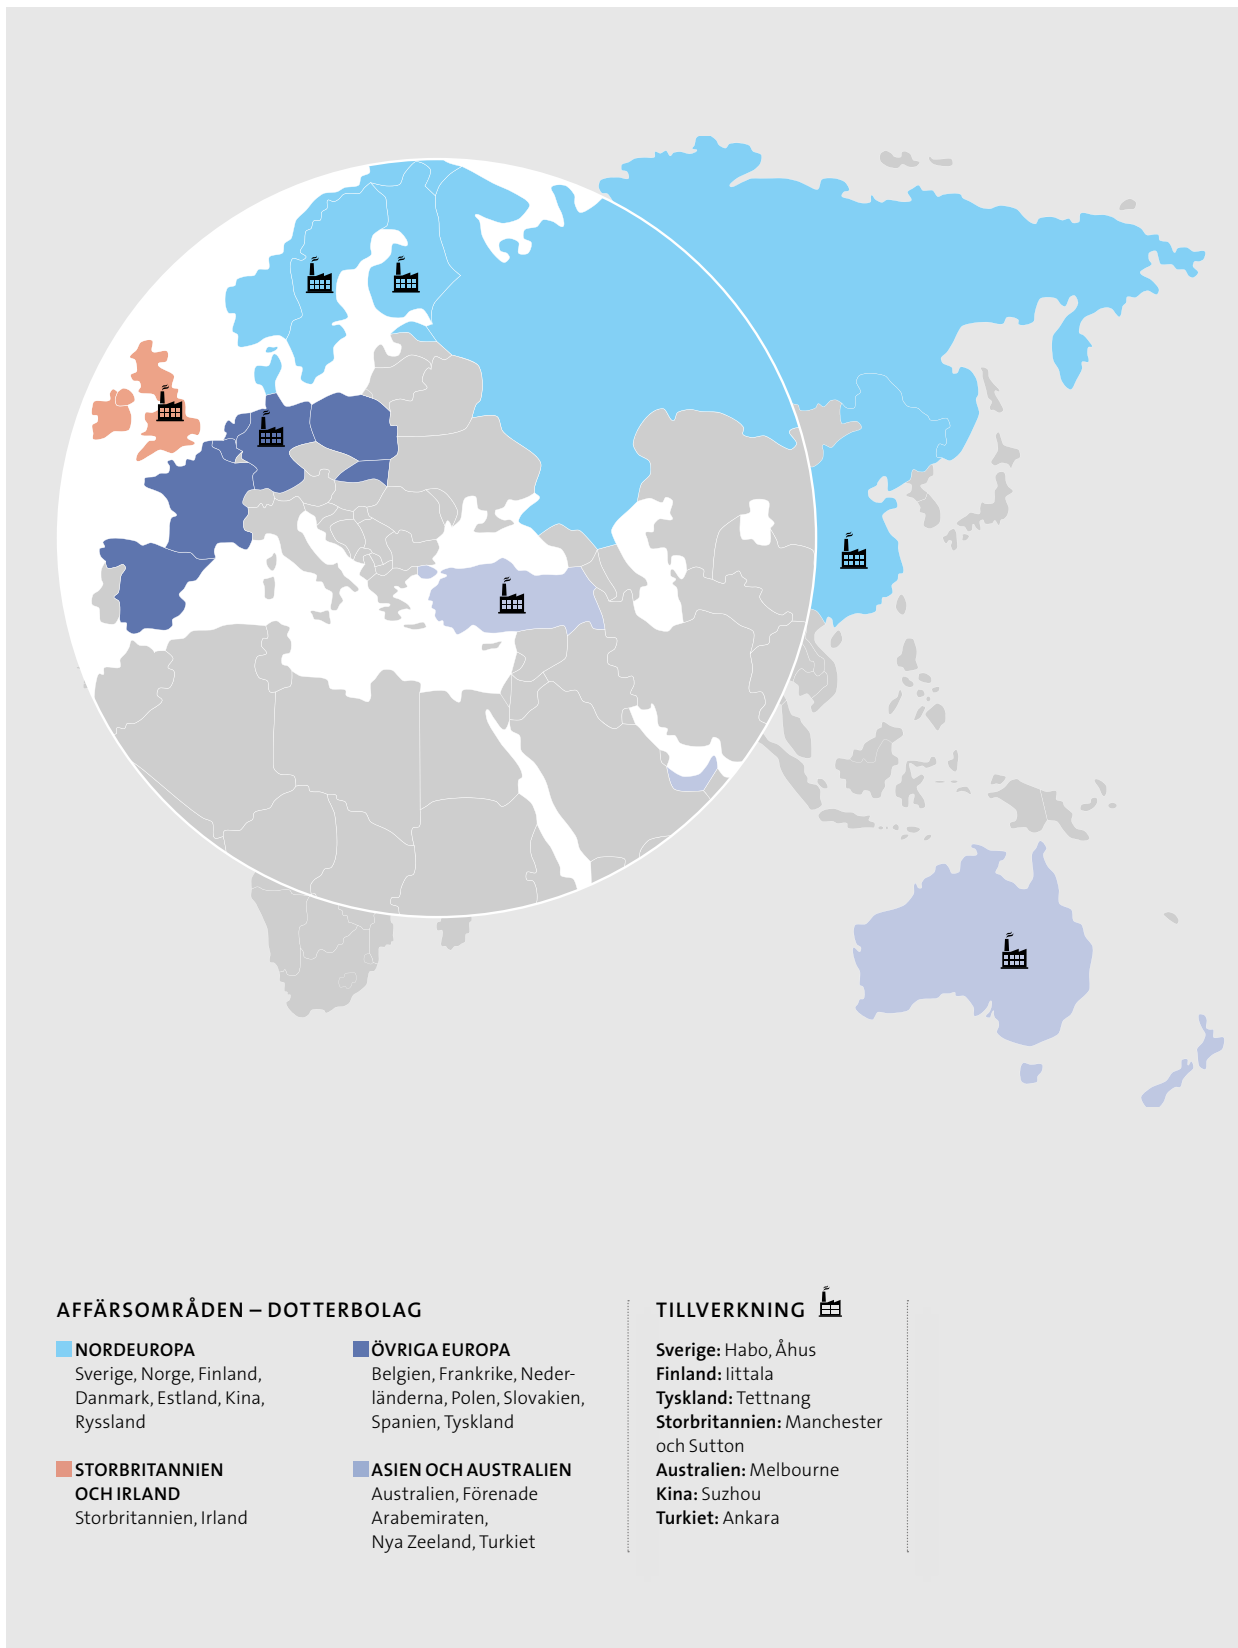 AFFÄRSOMRÅDEN – DOTTERBOLAG
NORDEUROPA
Sverige, Norge, Finland,
Danmark, Estland, Kina,
Ryssland
STORBRITANNIEN
OCH IRLAND
Storbritannien, Irland
ÖVRIGA EUROPA
Belgien, Frankrike, Neder-
länderna, Polen, Slovakien,
Spanien, Tyskland
ASIEN OCH AUSTRALIEN
Australien, Förenade
Arabemiraten,
Nya Zeeland, Turkiet
TILLVERKNING
Sverige: Habo, Åhus
Finland: Iittala
Tyskland: Tettnang
Storbritannien: Manchester
och Sutton
Australien: Melbourne
Kina: Suzhou
Turkiet: Ankara